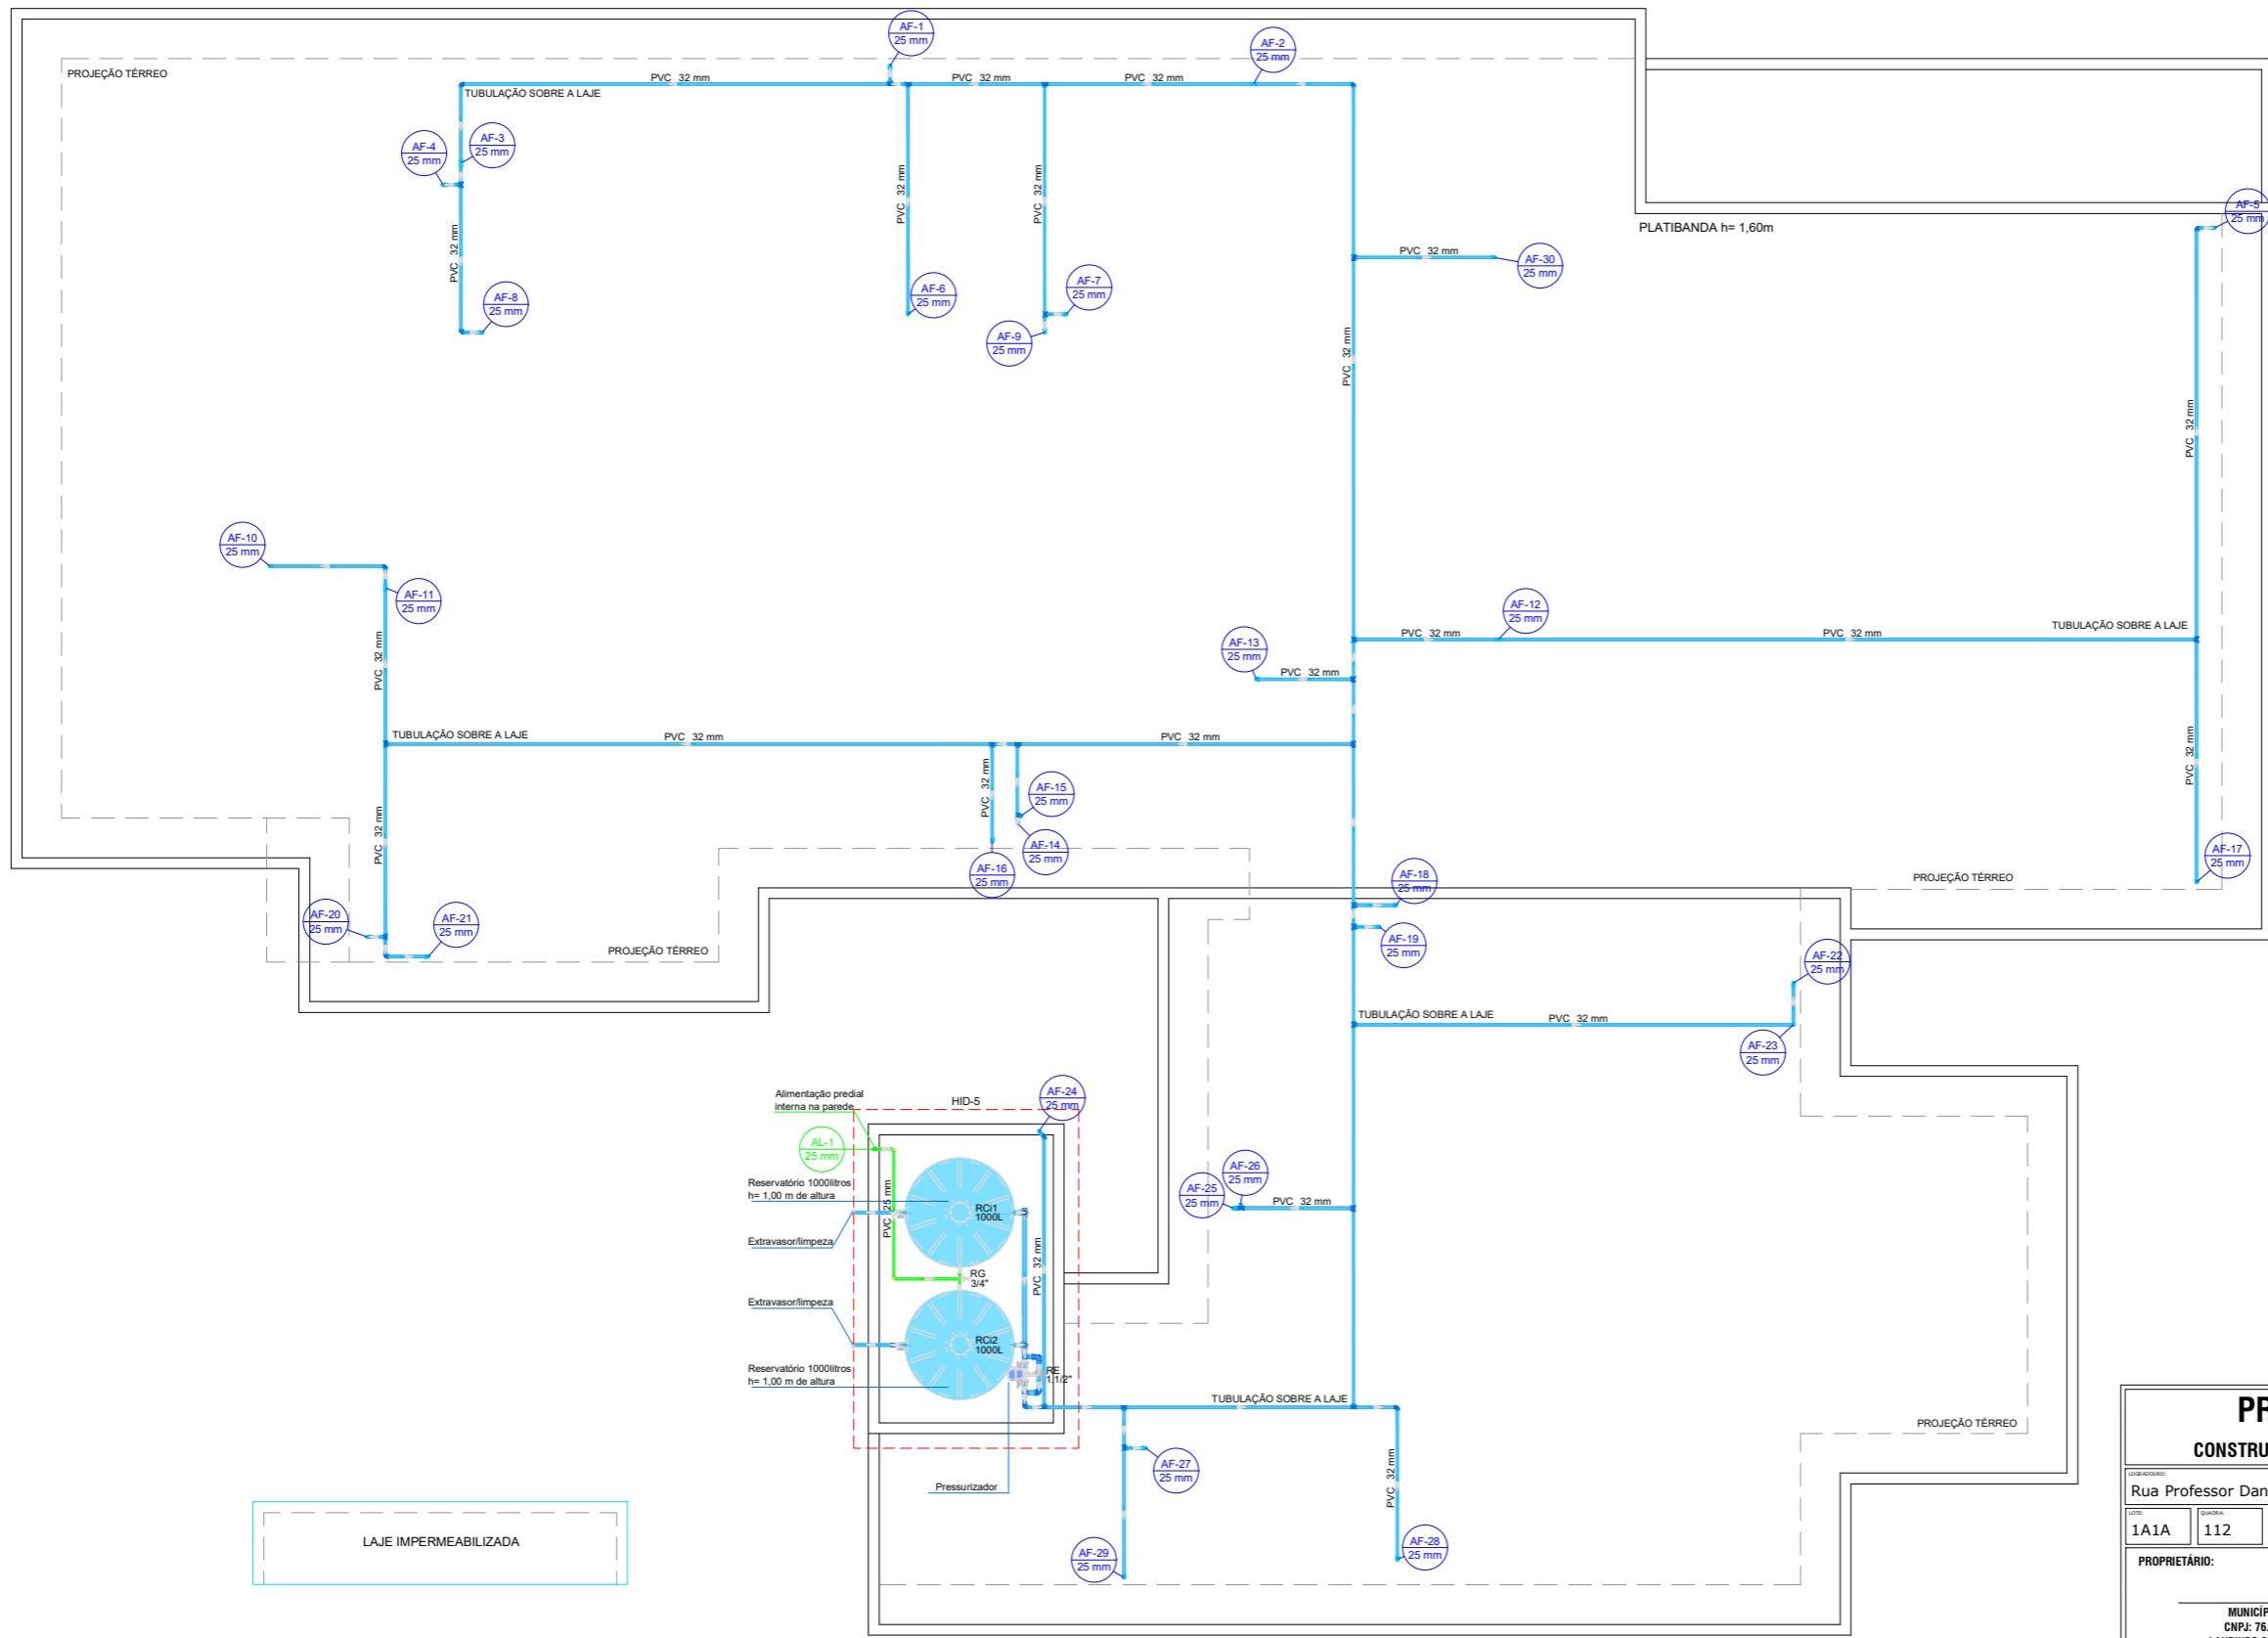 AF-1
25 mm
AF-2
25 mm
PROJEÇÃO TÉRREO
PVC 32 mm
PVC 32 mm
PVC 32 mm
TUBULAÇÃO SOBRE A LAJE
AF-3
25 mm
AF-4
25 mm
PVC 32 mm
PVC 32 mm
PVC 32 mm
AF-5
25 mm
PLATIBANDA h= 1,60m
PVC 32 mm
AF-30
25 mm
AF-6
25 mm
AF-7
25 mm
AF-8
25 mm
AF-9
25 mm
PVC 32 mm
PVC 32 mm
AF-10
25 mm
AF-11
25 mm
AF-12
25 mm
PVC 32 mm
PVC 32 mm
TUBULAÇÃO SOBRE A LAJE
AF-13
25 mm
PVC 32 mm
PVC 32 mm
TUBULAÇÃO SOBRE A LAJE
PVC 32 mm
PVC 32 mm
PVC 32 mm
PVC 32 mm
AF-15
25 mm
PVC 32 mm
AF-14
25 mm
AF-16
25 mm
AF-17
25 mm
AF-18
25 mm
PROJEÇÃO TÉRREO
AF-20
25 mm
AF-21
25 mm
AF-19
25 mm
PROJEÇÃO TÉRREO
AF-22
25 mm
TUBULAÇÃO SOBRE A LAJE
PVC 32 mm
AF-23
25 mm
Alimentação predial
interna na parede
HID-5
AF-24
25 mm
AL-1
25 mm
Reservatório 1000litros
h= 1,00 m de altura
PVC 25 mm
RCi1
1000L
AF-26
25 mm
AF-25
25 mm
PVC 32 mm
Extravasor/limpeza
PVC 32 mm
RG
3/4"
Extravasor/limpeza
RCi2
1000L
Reservatório 1000litros
h= 1,00 m de altura
RE
1.1/2"
TUBULAÇÃO SOBRE A LAJE
PROJEÇÃO TÉRREO
AF-27
25 mm
Pressurizador
PVC 32 mm
AF-28
25 mm
AF-29
25 mm
LAJE IMPERMEABILIZADA
PR
CONSTRU
LOGRADOURO:
Rua Professor Dan
LOTE:
1A1A
QUADRA:
112
PROPRIETÁRIO:
MUNICÍP
CNPJ: 76